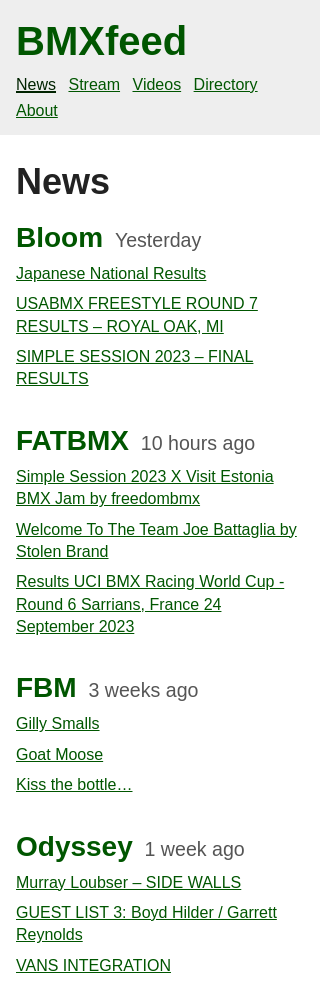 BMXfeed
News Stream Videos Directory
About
News
Bloom Yesterday
Japanese National Results
USABMX FREESTYLE ROUND 7
RESULTS – ROYAL OAK, MI
SIMPLE SESSION 2023 – FINAL
RESULTS
FATBMX 10 hours ago
Simple Session 2023 X Visit Estonia
BMX Jam by freedombmx
Welcome To The Team Joe Battaglia by
Stolen Brand
Results UCI BMX Racing World Cup -
Round 6 Sarrians, France 24
September 2023
FBM 3 weeks ago
Gilly Smalls
Goat Moose
Kiss the bottle…
Odyssey 1 week ago
Murray Loubser – SIDE WALLS
GUEST LIST 3: Boyd Hilder / Garrett
Reynolds
VANS INTEGRATION